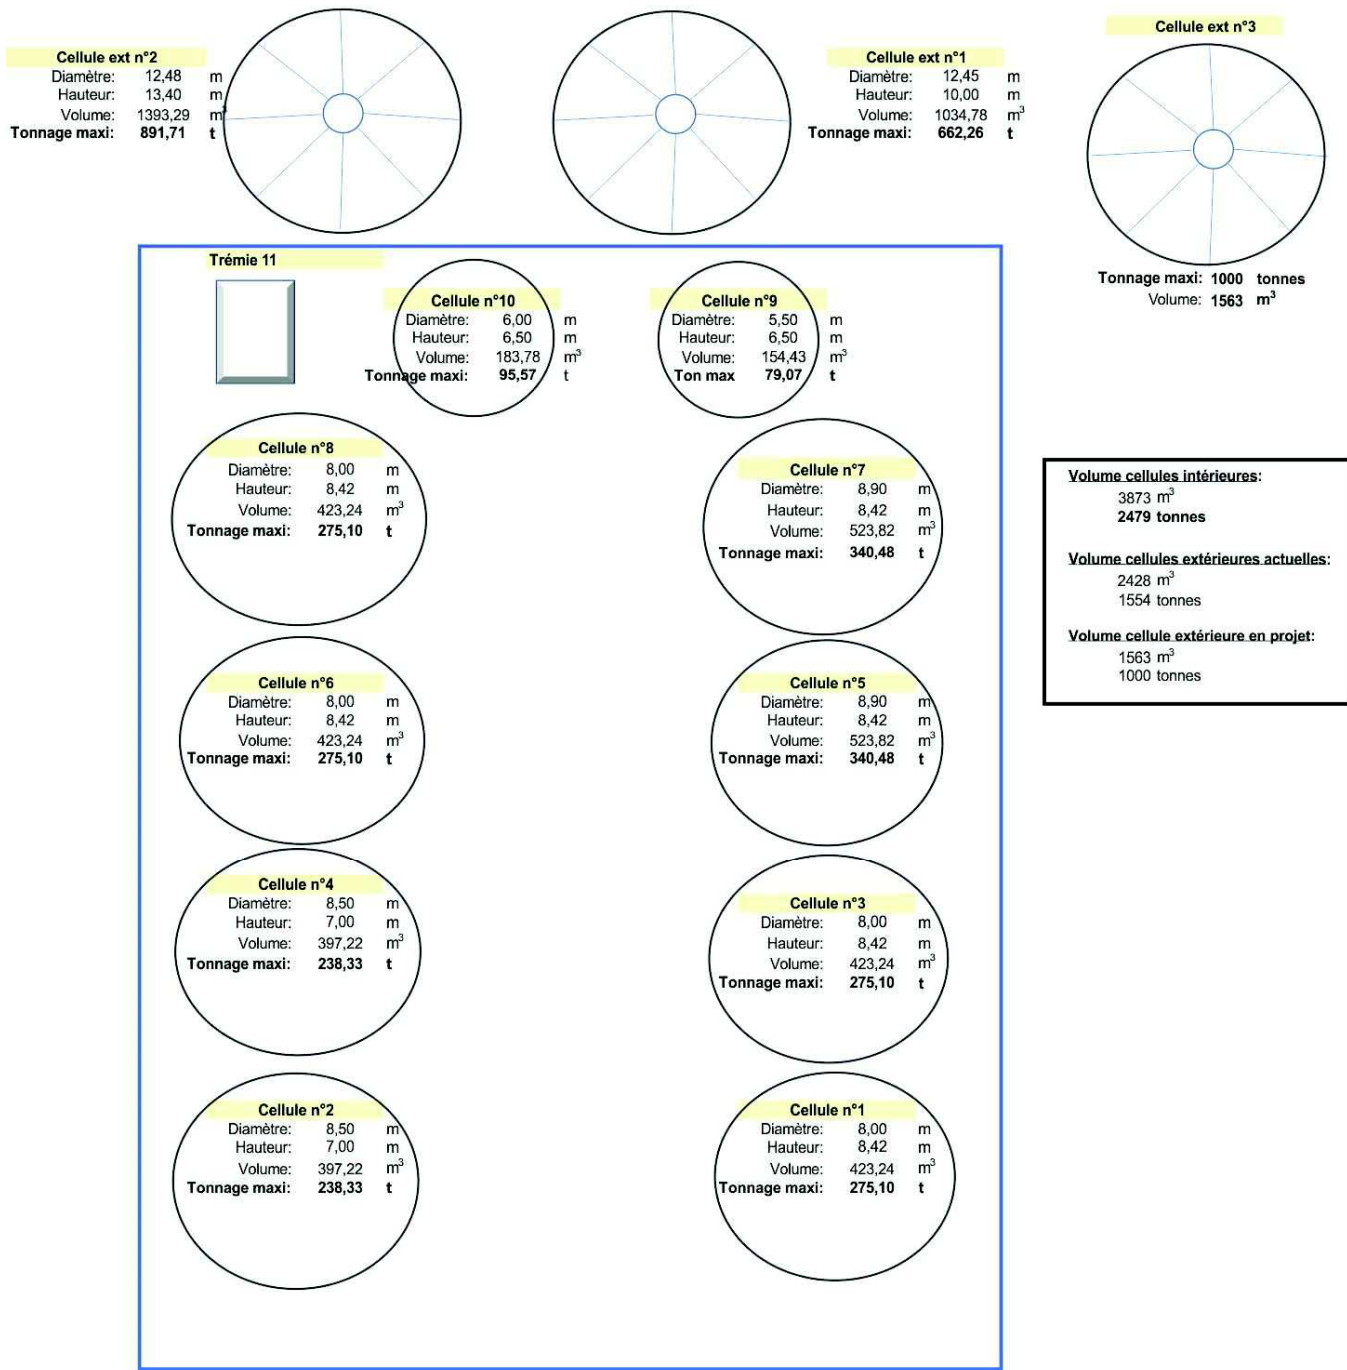 Cellule ext n°2
Diamètre: 12,48 m
Hauteur: 13,40 m
Volume: 1393,29 m³
Tonnage maxi: 891,71 t
Cellule ext n°1
Diamètre: 12,45 m
Hauteur: 10,00 m
Volume: 1034,78 m³
Tonnage maxi: 662,26 t
Cellule ext n°3
Tonnage maxi: 1000 tonnes
Volume: 1563 m³
Trémie 11
Cellule n°10
Diamètre: 6,00 m
Hauteur: 6,50 m
Volume: 183,78 m³
Tonnage maxi: 95,57 t
Cellule n°9
Diamètre: 5,50 m
Hauteur: 6,50 m
Volume: 154,43 m³
Ton max 79,07 t
Cellule n°8
Diamètre: 8,00 m
Hauteur: 8,42 m
Volume: 423,24 m³
Tonnage maxi: 275,10 t
Cellule n°7
Diamètre: 8,90 m
Hauteur: 8,42 m
Volume: 523,82 m³
Tonnage maxi: 340,48 t
Volume cellules intérieures:
3873 m³
2479 tonnes
Volume cellules extérieures actuelles:
2428 m³
1554 tonnes
Volume cellule extérieure en projet:
1563 m³
1000 tonnes
Cellule n°6
Diamètre: 8,00 m
Hauteur: 8,42 m
Volume: 423,24 m³
Tonnage maxi: 275,10 t
Cellule n°5
Diamètre: 8,90 m
Hauteur: 8,42 m
Volume: 523,82 m³
Tonnage maxi: 340,48 t
Cellule n°4
Diamètre: 8,50 m
Hauteur: 7,00 m
Volume: 397,22 m³
Tonnage maxi: 238,33 t
Cellule n°3
Diamètre: 8,00 m
Hauteur: 8,42 m
Volume: 423,24 m³
Tonnage maxi: 275,10 t
Cellule n°2
Diamètre: 8,50 m
Hauteur: 7,00 m
Volume: 397,22 m³
Tonnage maxi: 238,33 t
Cellule n°1
Diamètre: 8,00 m
Hauteur: 8,42 m
Volume: 423,24 m³
Tonnage maxi: 275,10 t